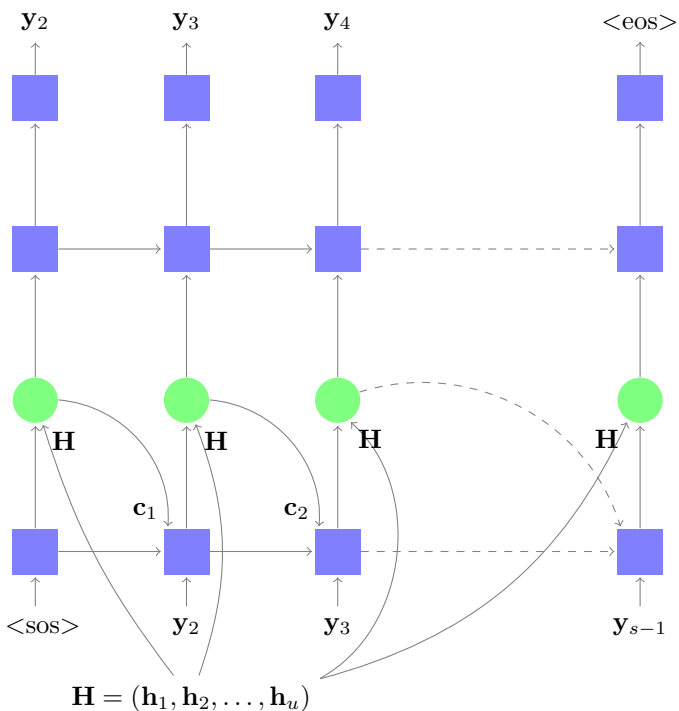 y₂ y₃ y₄ <eos>
H H H H
c₁ c₂
<sos> y₂ y₃ yₛ₋₁
H = (h₁, h₂, . . . , hᵤ)